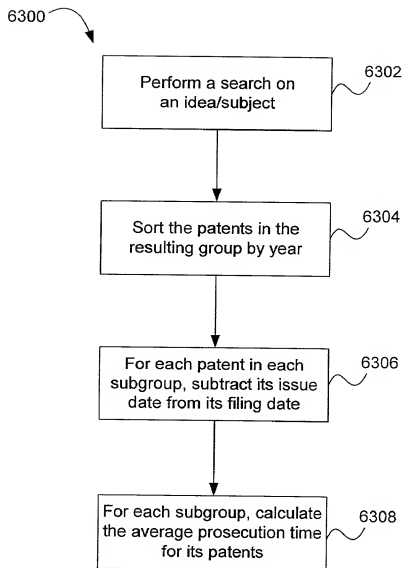 6300
Perform a search on
an idea/subject
6302
Sort the patents in the
resulting group by year
6304
For each patent in each
subgroup, subtract its issue
date from its filing date
6306
For each subgroup, calculate
the average prosecution time
for its patents
6308